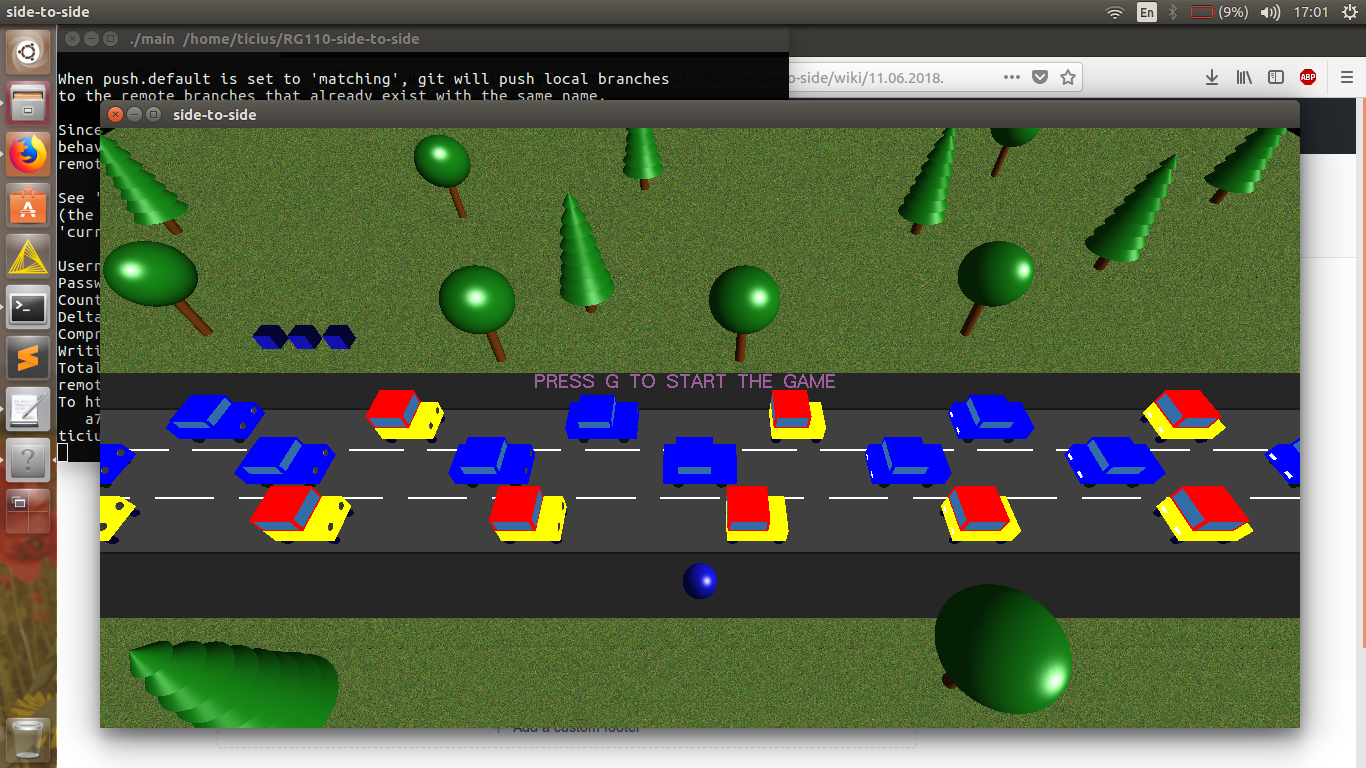 side-to-side
En
(9%)
17:01
./main /home/ticius/RG110-side-to-side
-side/wiki/11.06.2018.
ABP
When push.default is set to 'matching', git will push local branches
to the remote branches that already exist with the same name.
side-to-side
Since
behav
remot
See '
(the
'curr
Usern
Passw
Count
Delta
Compr
Writi
Total
remot
To ht
a7
ticiu
PRESS G TO START THE GAME
Add a custom footer